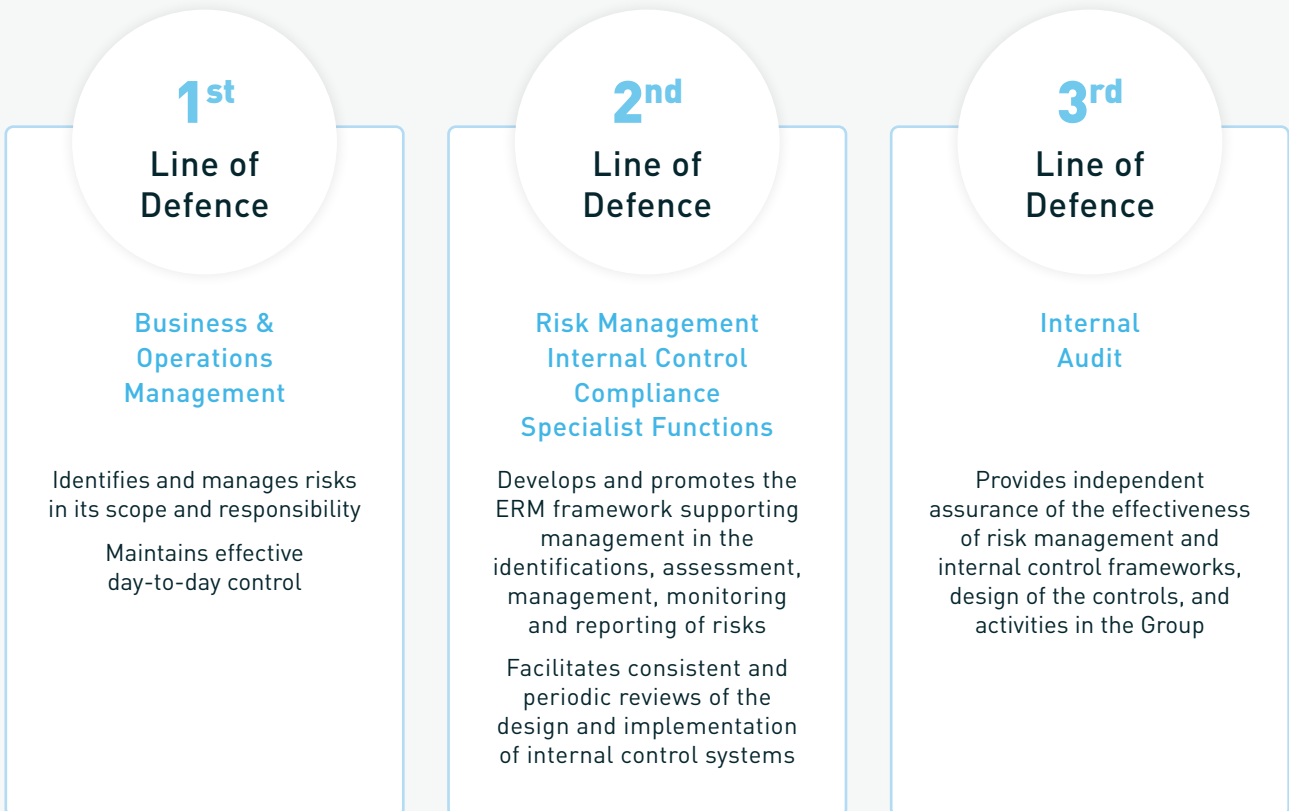 1st
Line of
Defence
Business &
Operations
Management
Identifies and manages risks
in its scope and responsibility
Maintains effective
day-to-day control
2nd
Line of
Defence
Risk Management
Internal Control
Compliance
Specialist Functions
Develops and promotes the
ERM framework supporting
management in the
identifications, assessment,
management, monitoring
and reporting of risks
Facilitates consistent and
periodic reviews of the
design and implementation
of internal control systems
3rd
Line of
Defence
Internal
Audit
Provides independent
assurance of the effectiveness
of risk management and
internal control frameworks,
design of the controls, and
activities in the Group